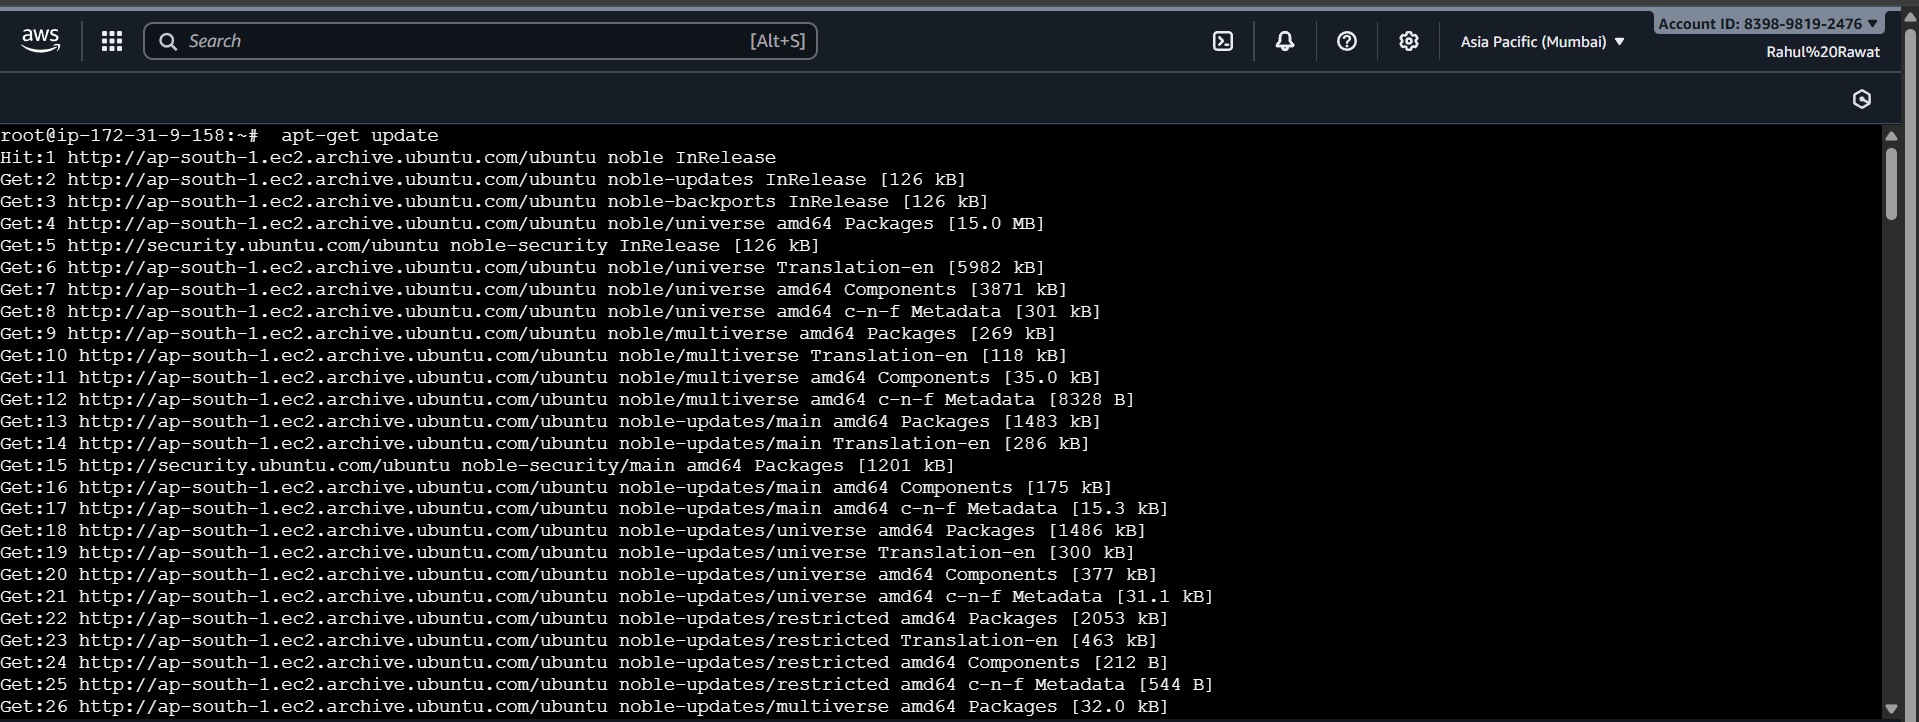 aws
Search [Alt+S]
Asia Pacific (Mumbai)
Account ID: 8398-9819-2476
Rahul%20Rawat
root@ip-172-31-9-158:~#  apt-get update
Hit:1 http://ap-south-1.ec2.archive.ubuntu.com/ubuntu noble InRelease
Get:2 http://ap-south-1.ec2.archive.ubuntu.com/ubuntu noble-updates InRelease [126 kB]
Get:3 http://ap-south-1.ec2.archive.ubuntu.com/ubuntu noble-backports InRelease [126 kB]
Get:4 http://ap-south-1.ec2.archive.ubuntu.com/ubuntu noble/universe amd64 Packages [15.0 MB]
Get:5 http://security.ubuntu.com/ubuntu noble-security InRelease [126 kB]
Get:6 http://ap-south-1.ec2.archive.ubuntu.com/ubuntu noble/universe Translation-en [5982 kB]
Get:7 http://ap-south-1.ec2.archive.ubuntu.com/ubuntu noble/universe amd64 Components [3871 kB]
Get:8 http://ap-south-1.ec2.archive.ubuntu.com/ubuntu noble/universe amd64 c-n-f Metadata [301 kB]
Get:9 http://ap-south-1.ec2.archive.ubuntu.com/ubuntu noble/multiverse amd64 Packages [269 kB]
Get:10 http://ap-south-1.ec2.archive.ubuntu.com/ubuntu noble/multiverse Translation-en [118 kB]
Get:11 http://ap-south-1.ec2.archive.ubuntu.com/ubuntu noble/multiverse amd64 Components [35.0 kB]
Get:12 http://ap-south-1.ec2.archive.ubuntu.com/ubuntu noble/multiverse amd64 c-n-f Metadata [8328 B]
Get:13 http://ap-south-1.ec2.archive.ubuntu.com/ubuntu noble-updates/main amd64 Packages [1483 kB]
Get:14 http://ap-south-1.ec2.archive.ubuntu.com/ubuntu noble-updates/main Translation-en [286 kB]
Get:15 http://security.ubuntu.com/ubuntu noble-security/main amd64 Packages [1201 kB]
Get:16 http://ap-south-1.ec2.archive.ubuntu.com/ubuntu noble-updates/main amd64 Components [175 kB]
Get:17 http://ap-south-1.ec2.archive.ubuntu.com/ubuntu noble-updates/main amd64 c-n-f Metadata [15.3 kB]
Get:18 http://ap-south-1.ec2.archive.ubuntu.com/ubuntu noble-updates/universe amd64 Packages [1486 kB]
Get:19 http://ap-south-1.ec2.archive.ubuntu.com/ubuntu noble-updates/universe Translation-en [300 kB]
Get:20 http://ap-south-1.ec2.archive.ubuntu.com/ubuntu noble-updates/universe amd64 Components [377 kB]
Get:21 http://ap-south-1.ec2.archive.ubuntu.com/ubuntu noble-updates/universe amd64 c-n-f Metadata [31.1 kB]
Get:22 http://ap-south-1.ec2.archive.ubuntu.com/ubuntu noble-updates/restricted amd64 Packages [2053 kB]
Get:23 http://ap-south-1.ec2.archive.ubuntu.com/ubuntu noble-updates/restricted Translation-en [463 kB]
Get:24 http://ap-south-1.ec2.archive.ubuntu.com/ubuntu noble-updates/restricted amd64 Components [212 B]
Get:25 http://ap-south-1.ec2.archive.ubuntu.com/ubuntu noble-updates/restricted amd64 c-n-f Metadata [544 B]
Get:26 http://ap-south-1.ec2.archive.ubuntu.com/ubuntu noble-updates/multiverse amd64 Packages [32.0 kB]